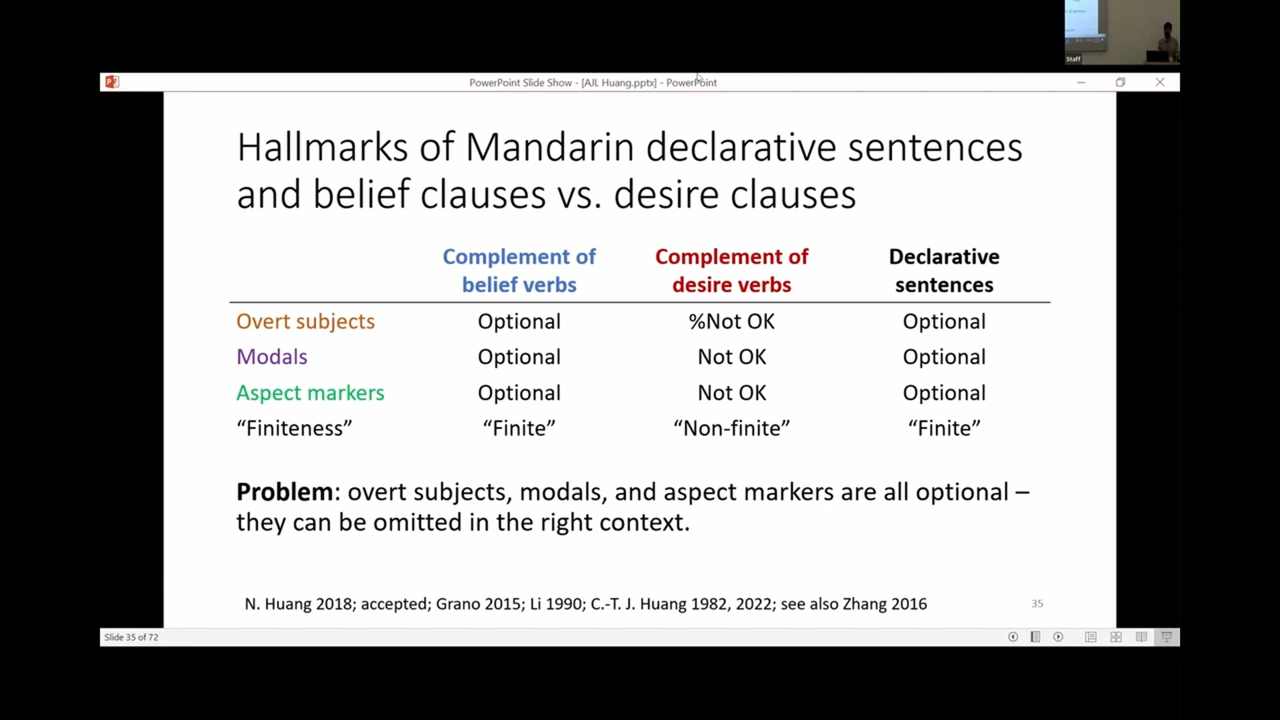 Staff
PowerPoint Slide Show - [AJL Huang.pptx] - PowerPoint
Hallmarks of Mandarin declarative sentences
and belief clauses vs. desire clauses
Complement of belief verbs Complement of desire verbs Declarative sentences
Overt subjects Optional %Not OK Optional
Modals Optional Not OK Optional
Aspect markers Optional Not OK Optional
“Finiteness” “Finite” “Non-finite” “Finite”
Problem: overt subjects, modals, and aspect markers are all optional –
they can be omitted in the right context.
N. Huang 2018; accepted; Grano 2015; Li 1990; C.-T. J. Huang 1982, 2022; see also Zhang 2016
35
Slide 35 of 72